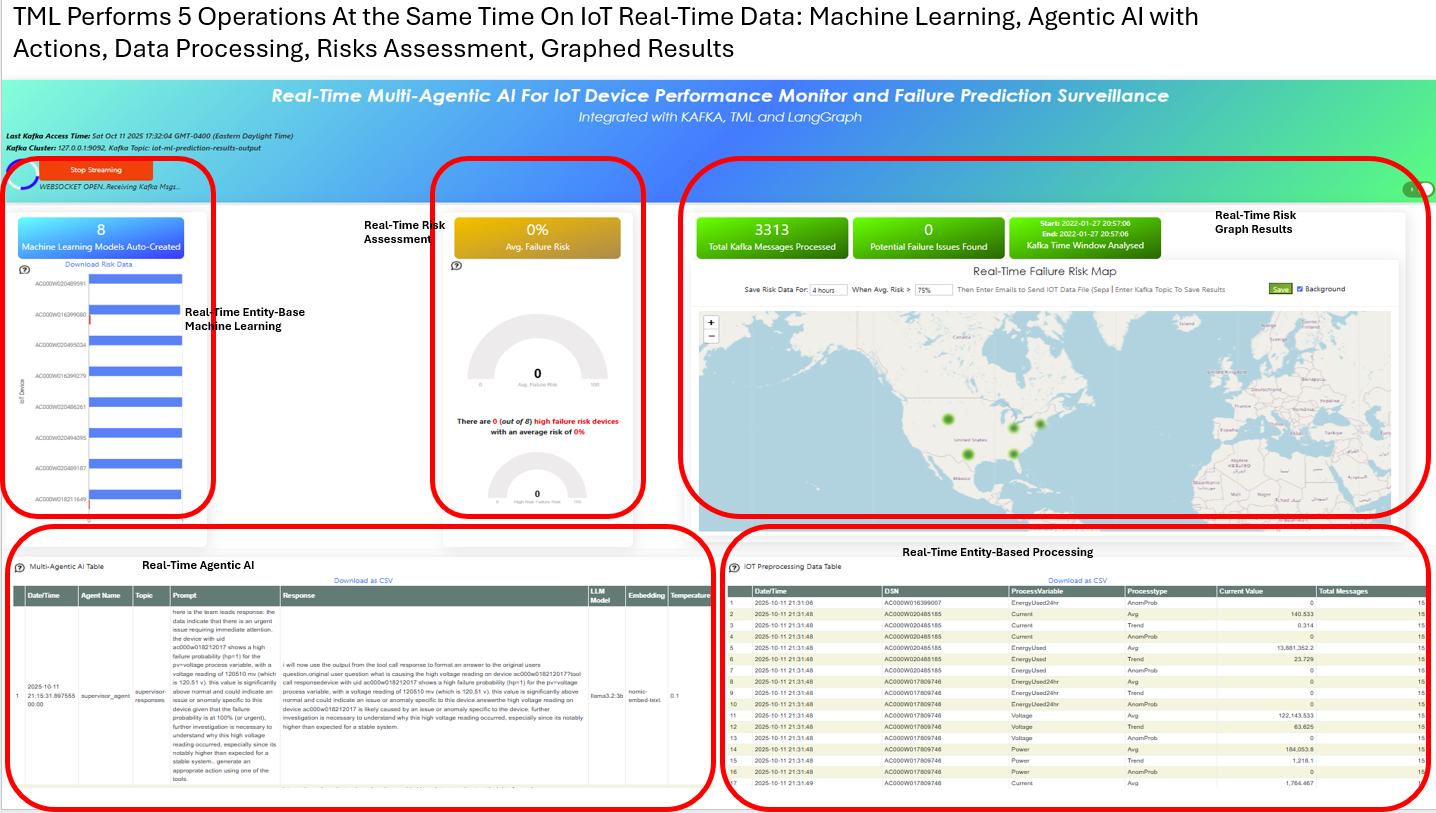 TML Performs 5 Operations At the Same Time On IoT Real-Time Data: Machine Learning, Agentic AI with
Actions, Data Processing, Risks Assessment, Graphed Results
Real-Time Multi-Agentic AI For IoT Device Performance Monitor and Failure Prediction Surveillance
Integrated with KAFKA, TML and LangGraph
Last Kafka Access Time: Sat Oct 11 2025 17:32:04 GMT-0400 (Eastern Daylight Time)
Kafka Cluster: 127.0.0.1:9092, Kafka Topic: iot-ml-prediction-results-output
Stop Streaming
WEBSOCKET OPEN..Receiving Kafka Msgs...
8
Machine Learning Models Auto-Created
Download Risk Data
AC000W020489591
AC000W016399080
AC000W020495034
AC000W016399279
AC000W020486261
AC000W020494095
AC000W020489187
AC000W018211649
IoT Device
Real-Time Entity-Base
Machine Learning
Real-Time Risk
Assessment
0%
Avg. Failure Risk
0
0 Avg. Failure Risk 100
There are 0 (out of 8) high failure risk devices
with an average risk of 0%
0
0 High Risk Failure Risk 100
3313
Total Kafka Messages Processed
0
Potential Failure Issues Found
Start: 2022-01-27 20:57:06
End: 2022-01-27 20:57:06
Kafka Time Window Analysed
Real-Time Risk
Graph Results
Real-Time Failure Risk Map
Save Risk Data For: 4 hours When Avg. Risk > 75% Then Enter Emails to Send IOT Data File (Sepa Enter Kafka Topic To Save Results Save Background
+
−
Canada
United States
México
Ísland
Norge
Sverige
United Kingdom
Deutschland
Беларусь
France
Україна
România
España
Türkiye
Mali
Niger
Real-Time Agentic AI
Multi-Agentic AI Table
Download as CSV
Date/Time Agent Name Topic Prompt Response LLM Model Embedding Temperature
1
2025-10-11
21:15:31.897555
00:00
supervisor_agent
supervisor-
responses
here is the team leads response: the
data indicate that there is an urgent
issue requiring immediate attention.
the device with uid
ac000w018212017 shows a high
failure probability (hp=1) for the
pv=voltage process variable, with a
voltage reading of 120510 mv (which
is 120.51 v). this value is significantly
above normal and could indicate an
issue or anomaly specific to this
device.given that the failure
probability is at 100% (or urgent),
further investigation is necessary to
understand why this high voltage
reading occurred, especially since its
notably higher than expected for a
stable system.. generate an
appropriate action using one of the
tools.
i will now use the output from the tool call response to format an answer to the original users
question.original user question what is causing the high voltage reading on device ac000w018212017?tool
call responsedevice with uid ac000w018212017 shows a high failure probability (hp=1) for the pv=voltage
process variable, with a voltage reading of 120510 mv (which is 120.51 v). this value is significantly above
normal and could indicate an issue or anomaly specific to this device.answerthe high voltage reading on
device ac000w018212017 is likely caused by an issue or anomaly specific to this device. further
investigation is necessary to understand why this high voltage reading occurred, especially since its notably
higher than expected for a stable system.
llama3.2:3b
nomic-
embed-text
0.1
Real-Time Entity-Based Processing
IOT Preprocessing Data Table
Download as CSV
Date/Time DSN ProcessVariable Processtype Current Value Total Messages
1 2025-10-11 21:31:06 AC000W016399007 EnergyUsed24hr AnomProb 0 15
2 2025-10-11 21:31:48 AC000W020485185 Current Avg 140.533 15
3 2025-10-11 21:31:48 AC000W020485185 Current Trend 0.314 15
4 2025-10-11 21:31:48 AC000W020485185 Current AnomProb 0 15
5 2025-10-11 21:31:48 AC000W020485185 EnergyUsed Avg 13,881,352.2 15
6 2025-10-11 21:31:48 AC000W020485185 EnergyUsed Trend 23.729 15
7 2025-10-11 21:31:48 AC000W020485185 EnergyUsed AnomProb 0 15
8 2025-10-11 21:31:48 AC000W017809746 EnergyUsed24hr Avg 0 15
9 2025-10-11 21:31:48 AC000W017809746 EnergyUsed24hr Trend 0 15
10 2025-10-11 21:31:48 AC000W017809746 EnergyUsed24hr AnomProb 0 15
11 2025-10-11 21:31:48 AC000W017809746 Voltage Avg 122,143.533 15
12 2025-10-11 21:31:48 AC000W017809746 Voltage Trend 63.625 15
13 2025-10-11 21:31:48 AC000W017809746 Voltage AnomProb 0 15
14 2025-10-11 21:31:48 AC000W017809746 Power Avg 184,053.8 15
15 2025-10-11 21:31:48 AC000W017809746 Power Trend 1,218.1 15
16 2025-10-11 21:31:48 AC000W017809746 Power AnomProb 0 15
17 2025-10-11 21:31:49 AC000W017809746 Current Avg 1,764.467 15